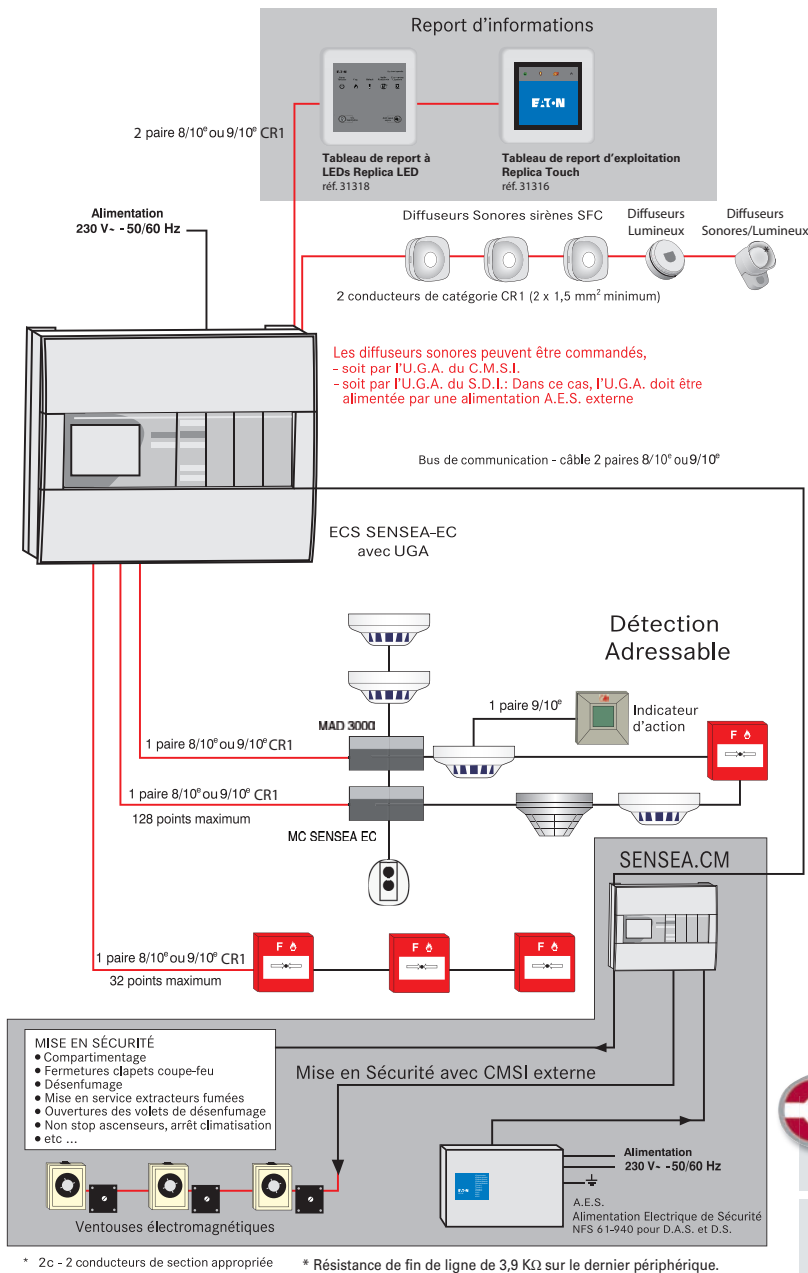 Report d'informations
EATON
2 paire 8/10e ou 9/10e CR1
Tableau de report à
LEDs Replica LED
réf. 31318
Tableau de report d'exploitation
Replica Touch
réf. 31316
Alimentation
230 V~ - 50/60 Hz
Diffuseurs Sonores sirènes SFC
Diffuseurs
Lumineux
Diffuseurs
Sonores/Lumineux
*
2 conducteurs de catégorie CR1 (2 x 1,5 mm² minimum)
Les diffuseurs sonores peuvent être commandés,
- soit par l'U.G.A. du C.M.S.I.
- soit par l'U.G.A. du S.D.I.: Dans ce cas, l'U.G.A. doit être
alimentée par une alimentation A.E.S. externe
Bus de communication - câble 2 paires 8/10e ou 9/10e
ECS SENSEA-EC
avec UGA
Détection
Adressable
1 paire 9/10e
Indicateur
d'action
MAD 3000
1 paire 8/10e ou 9/10e CR1
F
1 paire 8/10e ou 9/10e CR1
128 points maximum
MC SENSEA EC
SENSEA.CM
1 paire 8/10e ou 9/10e CR1
32 points maximum
F
F
F
MISE EN SÉCURITÉ
• Compartimentage
• Fermetures clapets coupe-feu
• Désenfumage
• Mise en service extracteurs fumées
• Ouvertures des volets de désenfumage
• Non stop ascenseurs, arrêt climatisation
• etc ...
Mise en Sécurité avec CMSI externe
Ventouses électromagnétiques
EATON
Alimentation
230 V~ - 50/60 Hz
A.E.S.
Alimentation Electrique de Sécurité
NFS 61-940 pour D.A.S. et D.S.
* 2c - 2 conducteurs de section appropriée
* Résistance de fin de ligne de 3,9 KΩ sur le dernier périphérique.